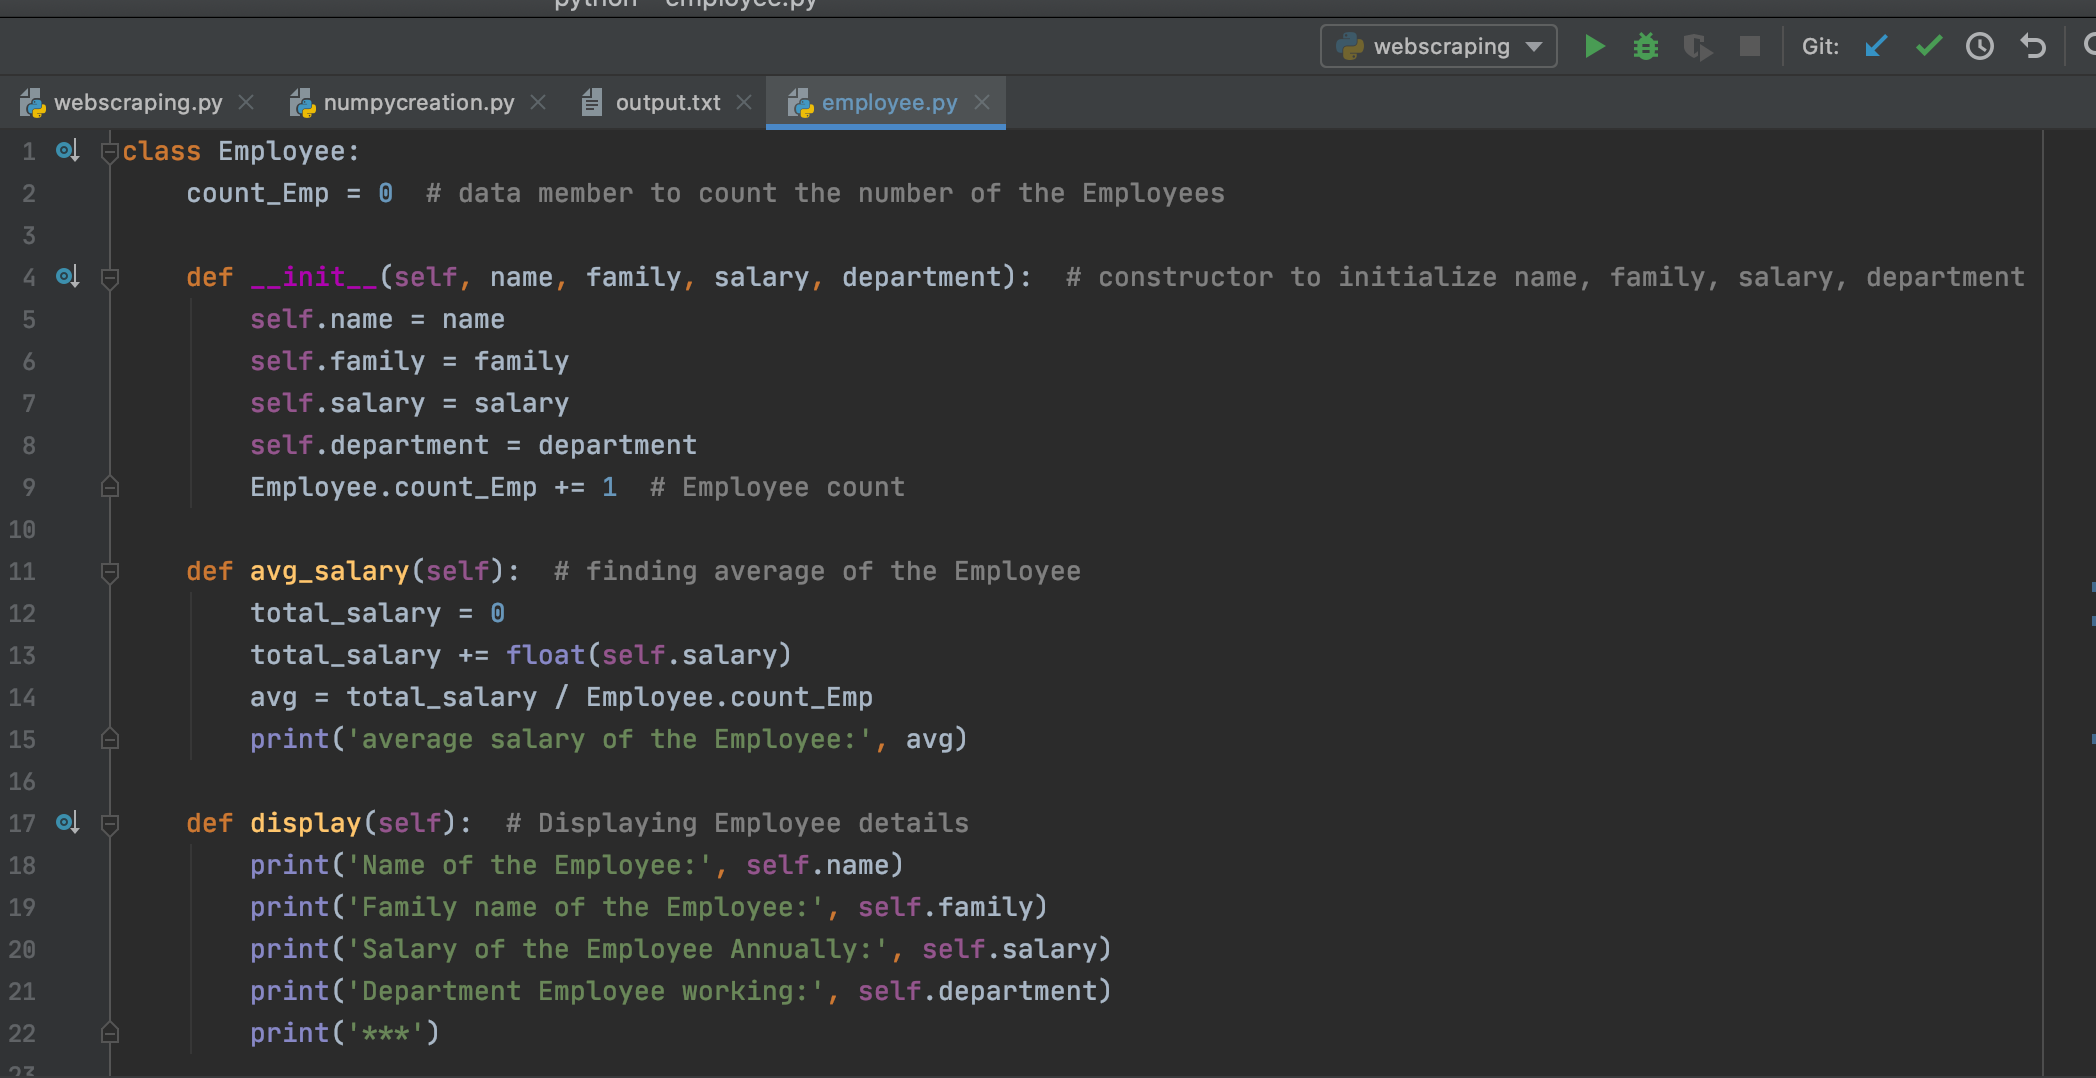 python – employee.py
webscraping
Git:
webscraping.py
numpycreation.py
output.txt
employee.py
1 class Employee:
2     count_Emp = 0  # data member to count the number of the Employees
3
4     def __init__(self, name, family, salary, department):  # constructor to initialize name, family, salary, department
5         self.name = name
6         self.family = family
7         self.salary = salary
8         self.department = department
9         Employee.count_Emp += 1  # Employee count
10
11     def avg_salary(self):  # finding average of the Employee
12         total_salary = 0
13         total_salary += float(self.salary)
14         avg = total_salary / Employee.count_Emp
15         print('average salary of the Employee:', avg)
16
17     def display(self):  # Displaying Employee details
18         print('Name of the Employee:', self.name)
19         print('Family name of the Employee:', self.family)
20         print('Salary of the Employee Annually:', self.salary)
21         print('Department Employee working:', self.department)
22         print('***')
23